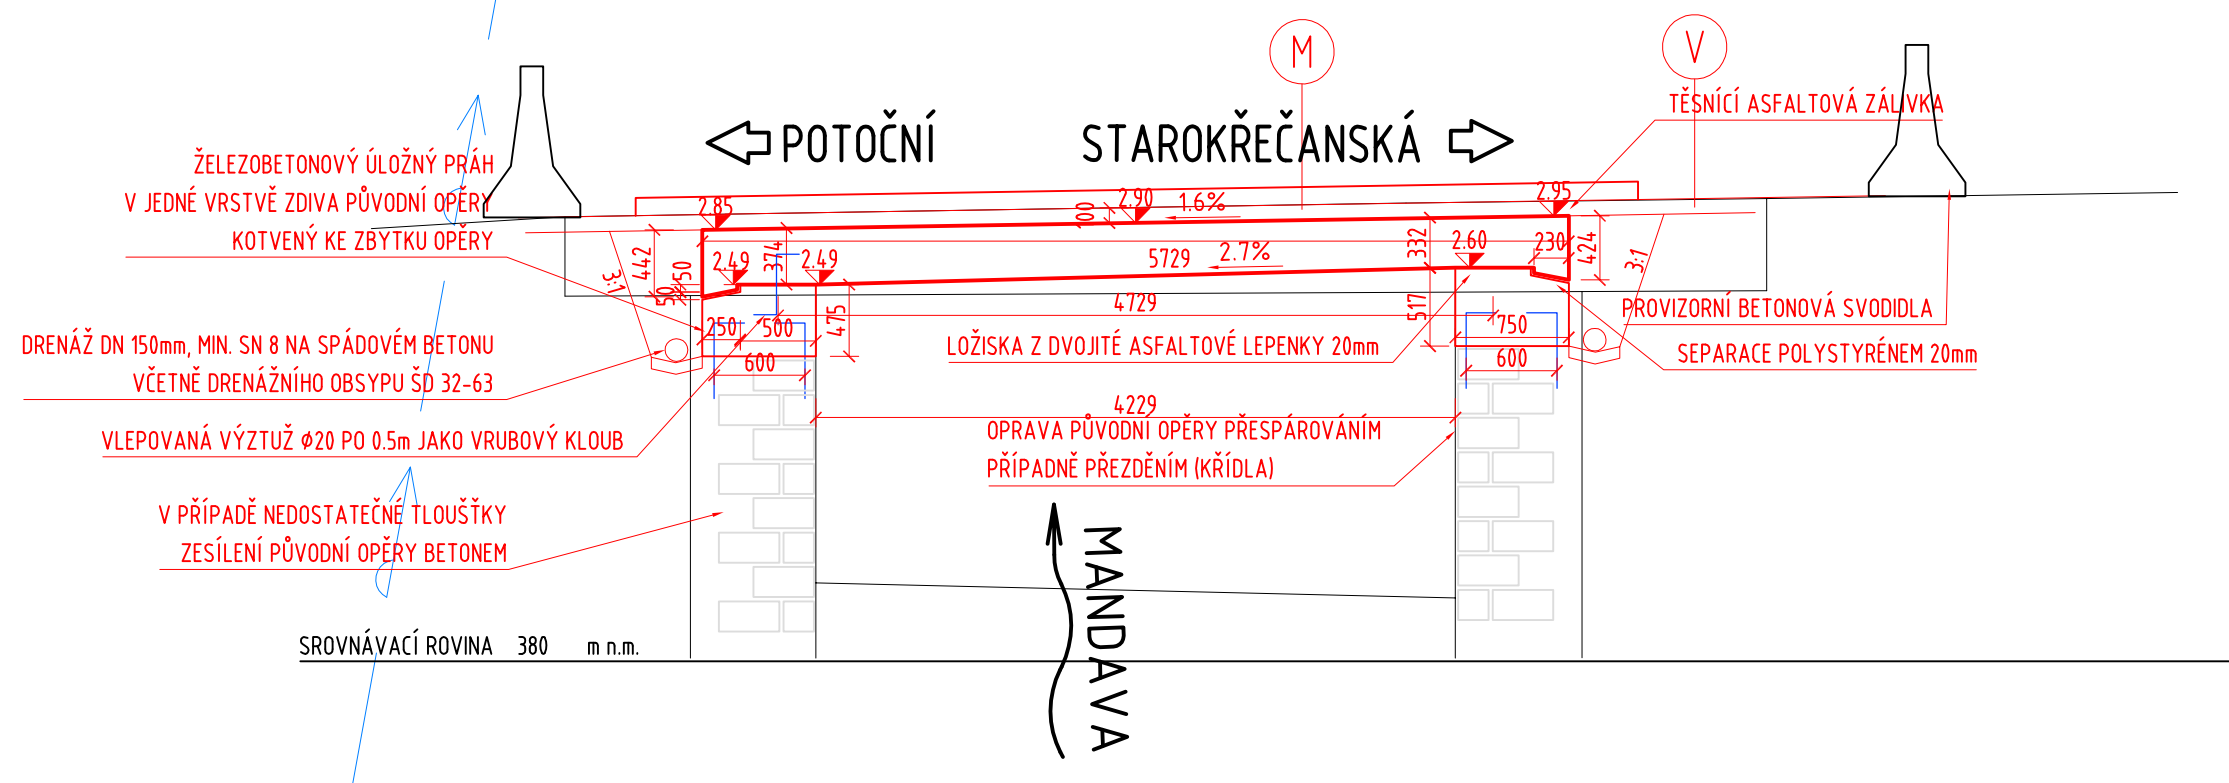 M
V
TĚSNÍCÍ ASFALTOVÁ ZÁLIVKA
POTOČNÍ
STAROKŘEČANSKÁ
ŽELEZOBETONOVÝ ÚLOŽNÝ PRÁH
V JEDNÉ VRSTVĚ ZDIVA PŮVODNÍ OPĚRY
KOTVENÝ KE ZBYTKU OPĚRY
2.85
2.90
1.6%
2.95
00
442
50
50
2.49
374
2.49
5729
2.7%
332
2.60
230
424
3:1
3:1
4729
517
475
250
500
600
750
600
PROVIZORNÍ BETONOVÁ SVODIDLA
DRENÁŽ DN 150mm, MIN. SN 8 NA SPÁDOVÉM BETONU
VČETNĚ DRENÁŽNÍHO OBSYPU ŠD 32-63
LOŽISKA Z DVOJITÉ ASFALTOVÉ LEPENKY 20mm
SEPARACE POLYSTYRÉNEM 20mm
4229
VLEPOVANÁ VÝZTUŽ ϕ20 PO 0.5m JAKO VRUBOVÝ KLOUB
OPRAVA PŮVODNÍ OPĚRY PŘESPÁROVÁNÍM
PŘÍPADNĚ PŘEZDĚNÍM (KŘÍDLA)
V PŘÍPADĚ NEDOSTATEČNÉ TLOUŠŤKY
ZESÍLENÍ PŮVODNÍ OPĚRY BETONEM
MANDAVA
SROVNÁVACÍ ROVINA 380 m n.m.